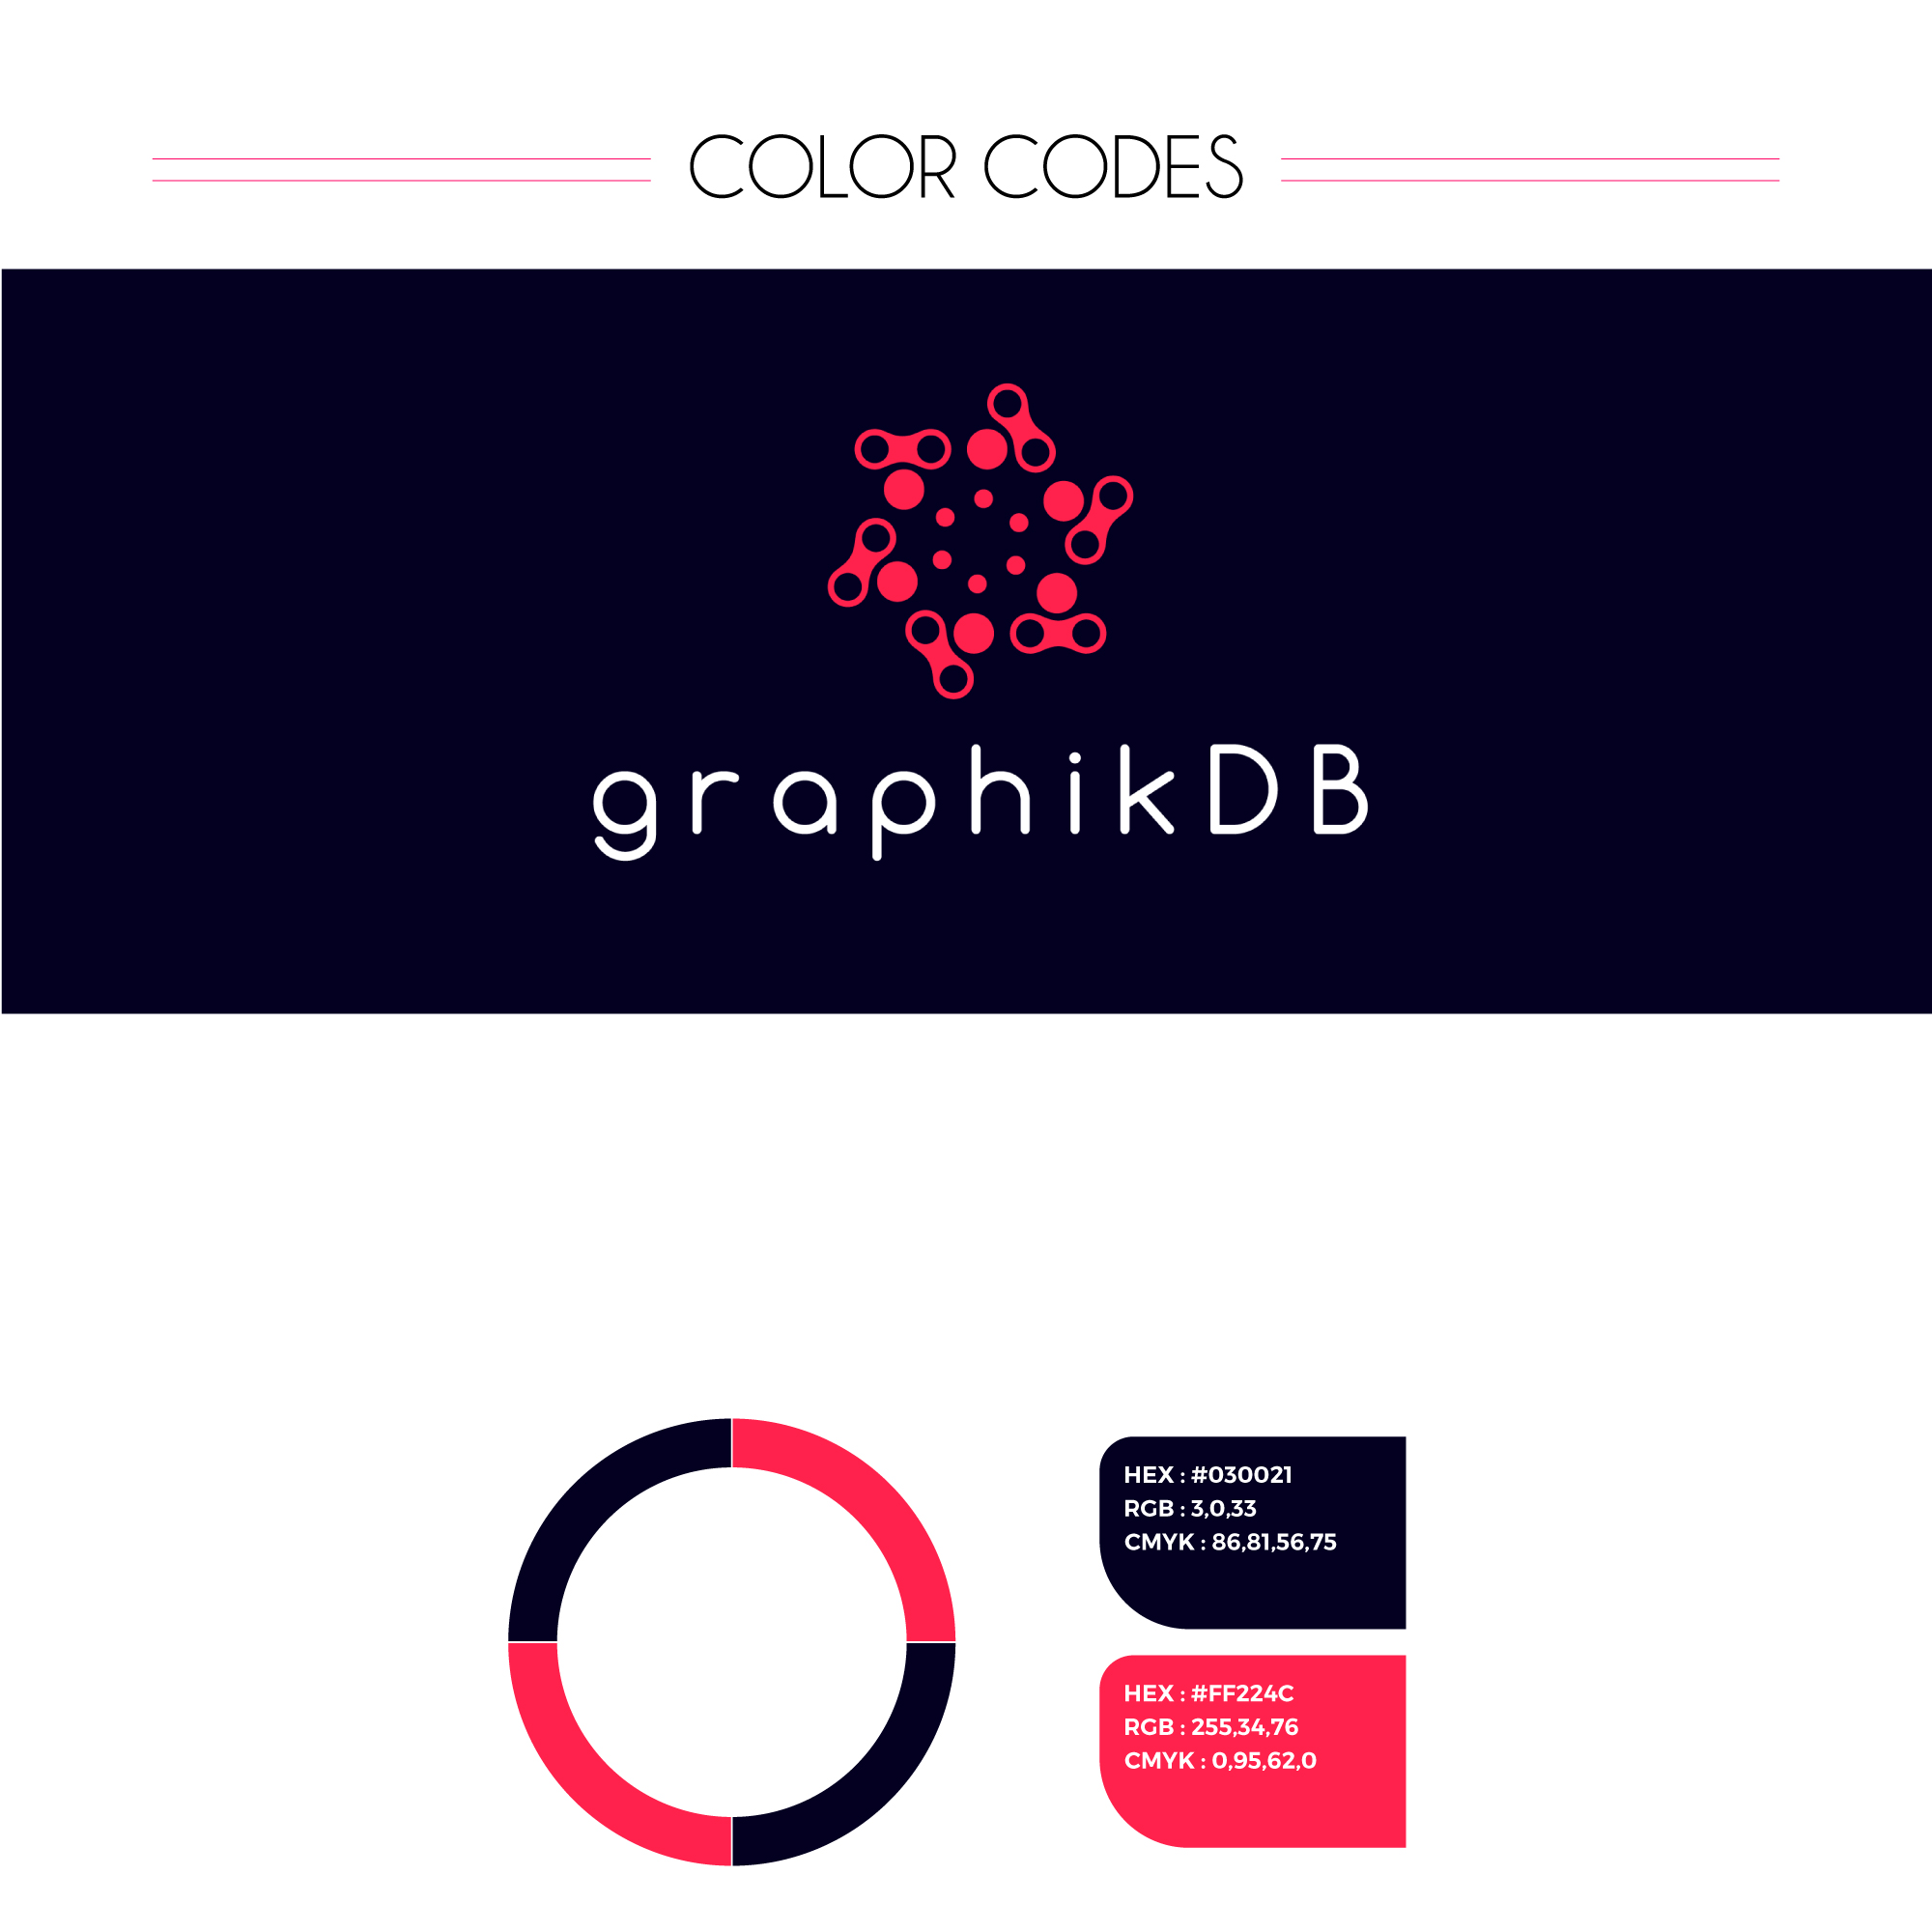 COLOR CODES
graphikDB
HEX : #030021
RGB : 3,0,33
CMYK : 86,81,56,75
HEX : #FF224C
RGB : 255,34,76
CMYK : 0,95,62,0